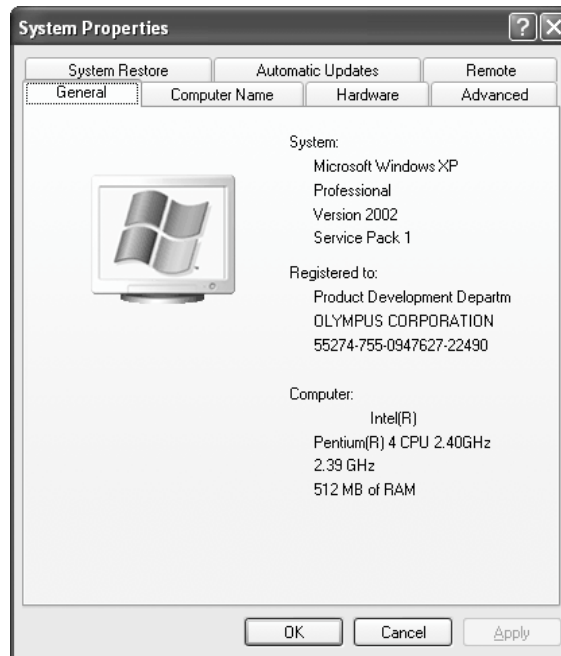 System Properties
System Restore Automatic Updates Remote
General Computer Name Hardware Advanced
System:
Microsoft Windows XP
Professional
Version 2002
Service Pack 1
Registered to:
Product Development Departm
OLYMPUS CORPORATION
55274-755-0947627-22490
Computer:
Intel(R)
Pentium(R) 4 CPU 2.40GHz
2.39 GHz
512 MB of RAM
OK Cancel Apply